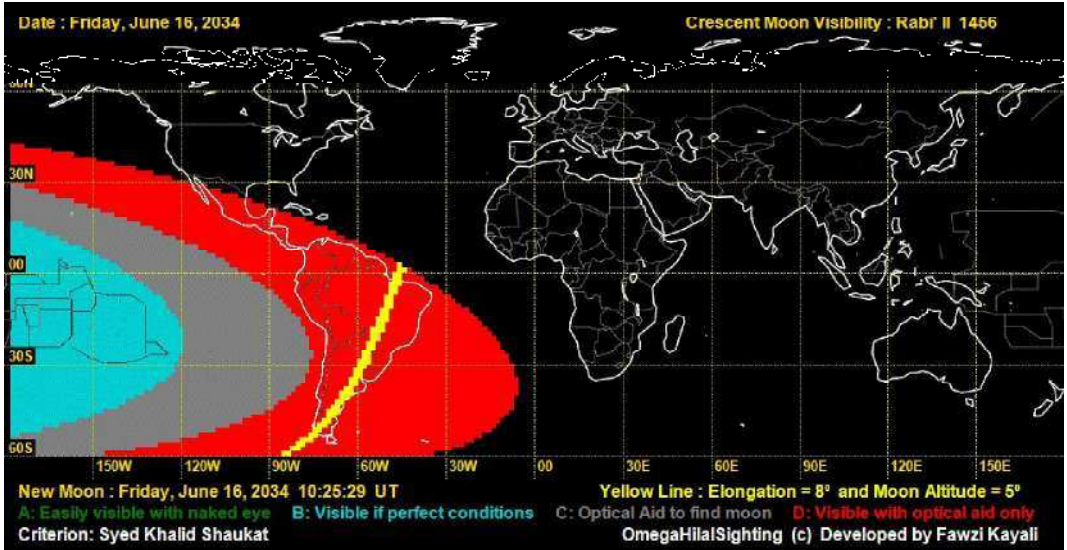 Date : Friday, June 16, 2034
Crescent Moon Visibility : Rabi' II 1456
60N
30N
00
30S
60S
150W 120W 90W 60W 30W 00 30E 60E 90E 120E 150E
New Moon : Friday, June 16, 2034 10:25:29 UT
Yellow Line : Elongation = 8º and Moon Altitude = 5º
A: Easily visible with naked eye B: Visible if perfect conditions C: Optical Aid to find moon D: Visible with optical aid only
Criterion: Syed Khalid Shaukat
OmegaHilalSighting (c) Developed by Fawzi Kayali